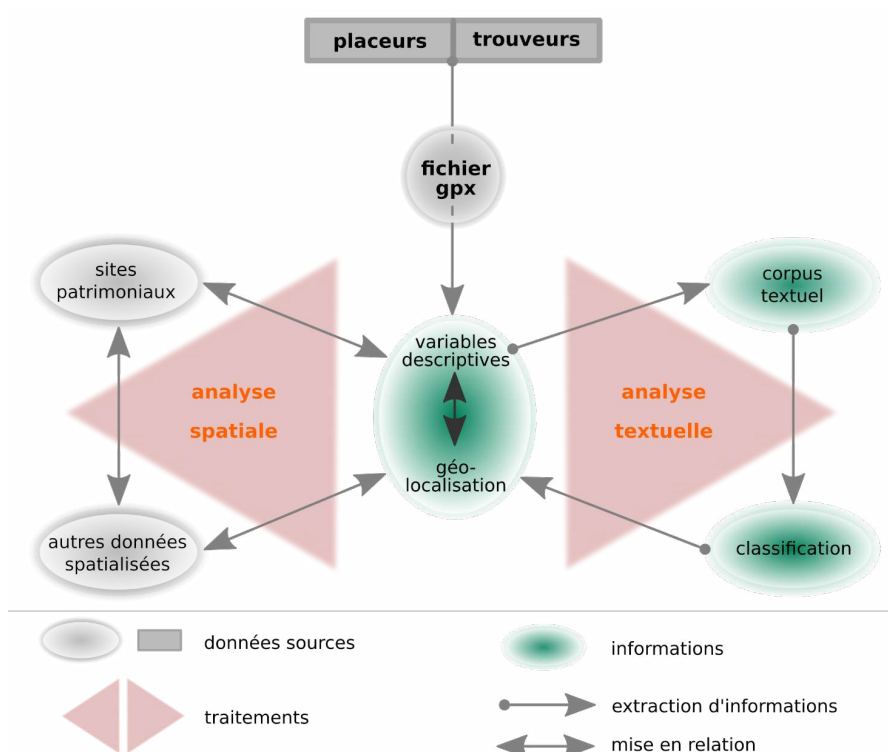 placeurs
trouveurs
fichier
gpx
sites
patrimoniaux
corpus
textuel
variables
descriptives
analyse
spatiale
analyse
textuelle
géo-
localisation
autres données
spatialisées
classification
données sources
informations
traitements
extraction d'informations
mise en relation